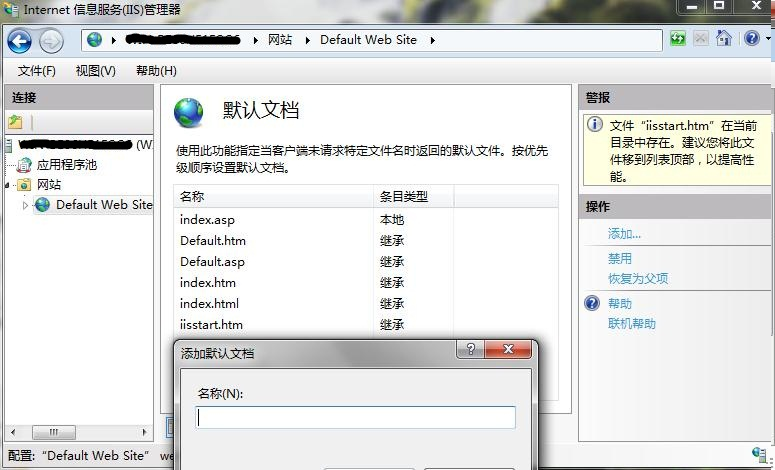 Internet 信息服务(IIS)管理器
网站 Default Web Site
文件(F) 视图(V) 帮助(H)
连接
应用程序池
网站
Default Web Site
默认文档
使用此功能指定当客户端未请求特定文件名时返回的默认文件。按优先
级顺序设置默认文档。
名称 条目类型
index.asp 本地
Default.htm 继承
Default.asp 继承
index.htm 继承
index.html 继承
iisstart.htm 继承
添加默认文档
名称(N):
警报
文件“iisstart.htm”在当前
目录中存在。建议您将此文
件移到列表顶部，以提高性
能。
操作
添加...
禁用
恢复为父项
帮助
联机帮助
配置:“Default Web Site” we